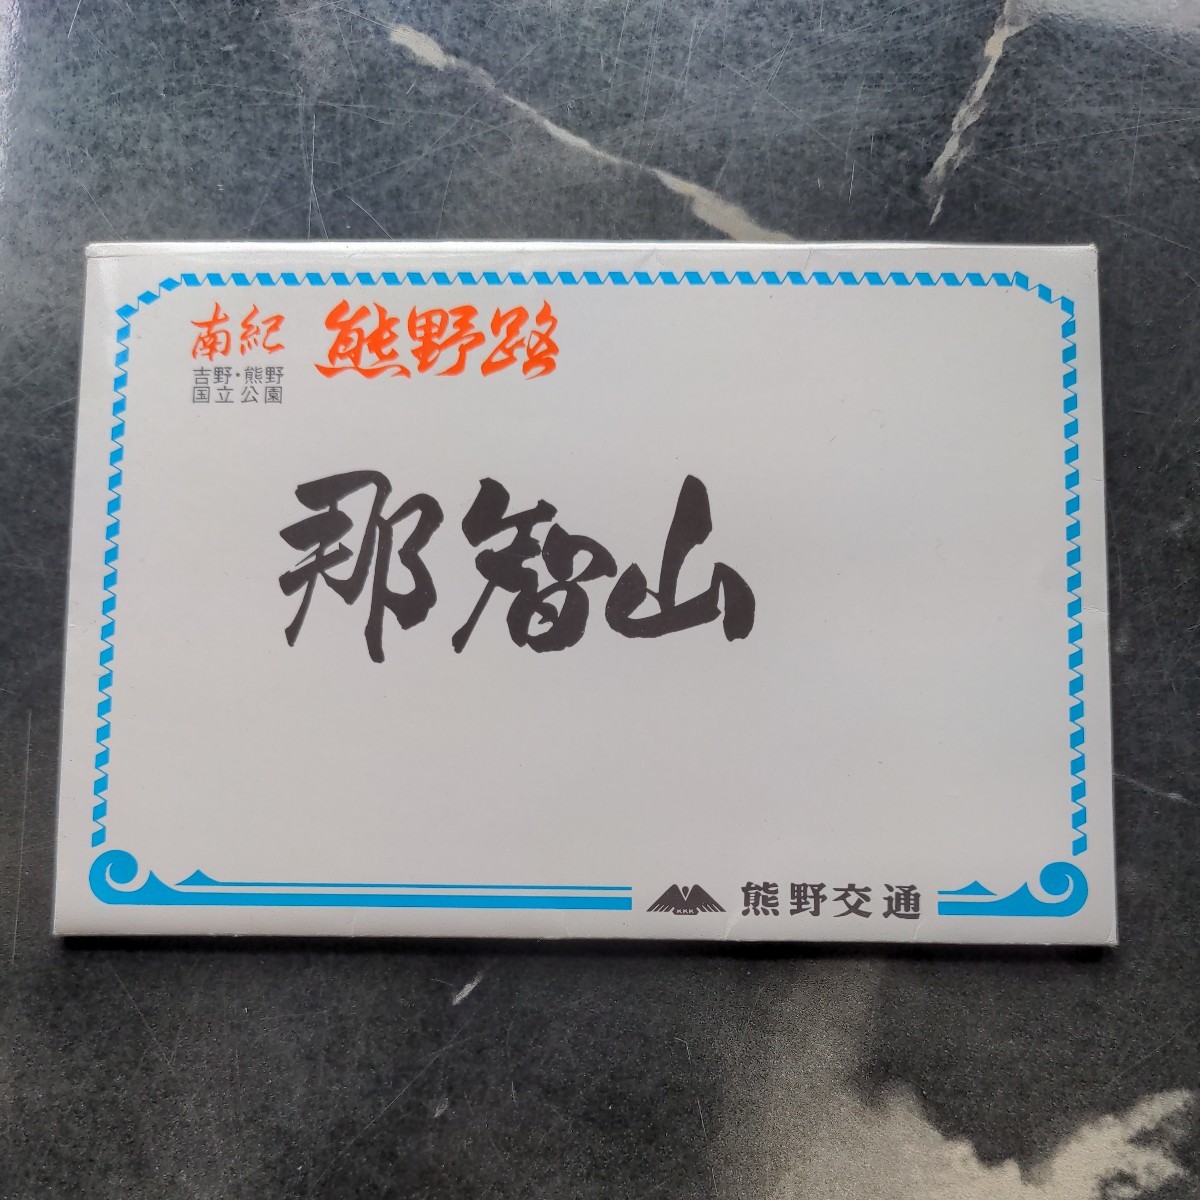 南紀 熊野路
吉野・熊野
国立公園
那智山
KKK 熊野交通